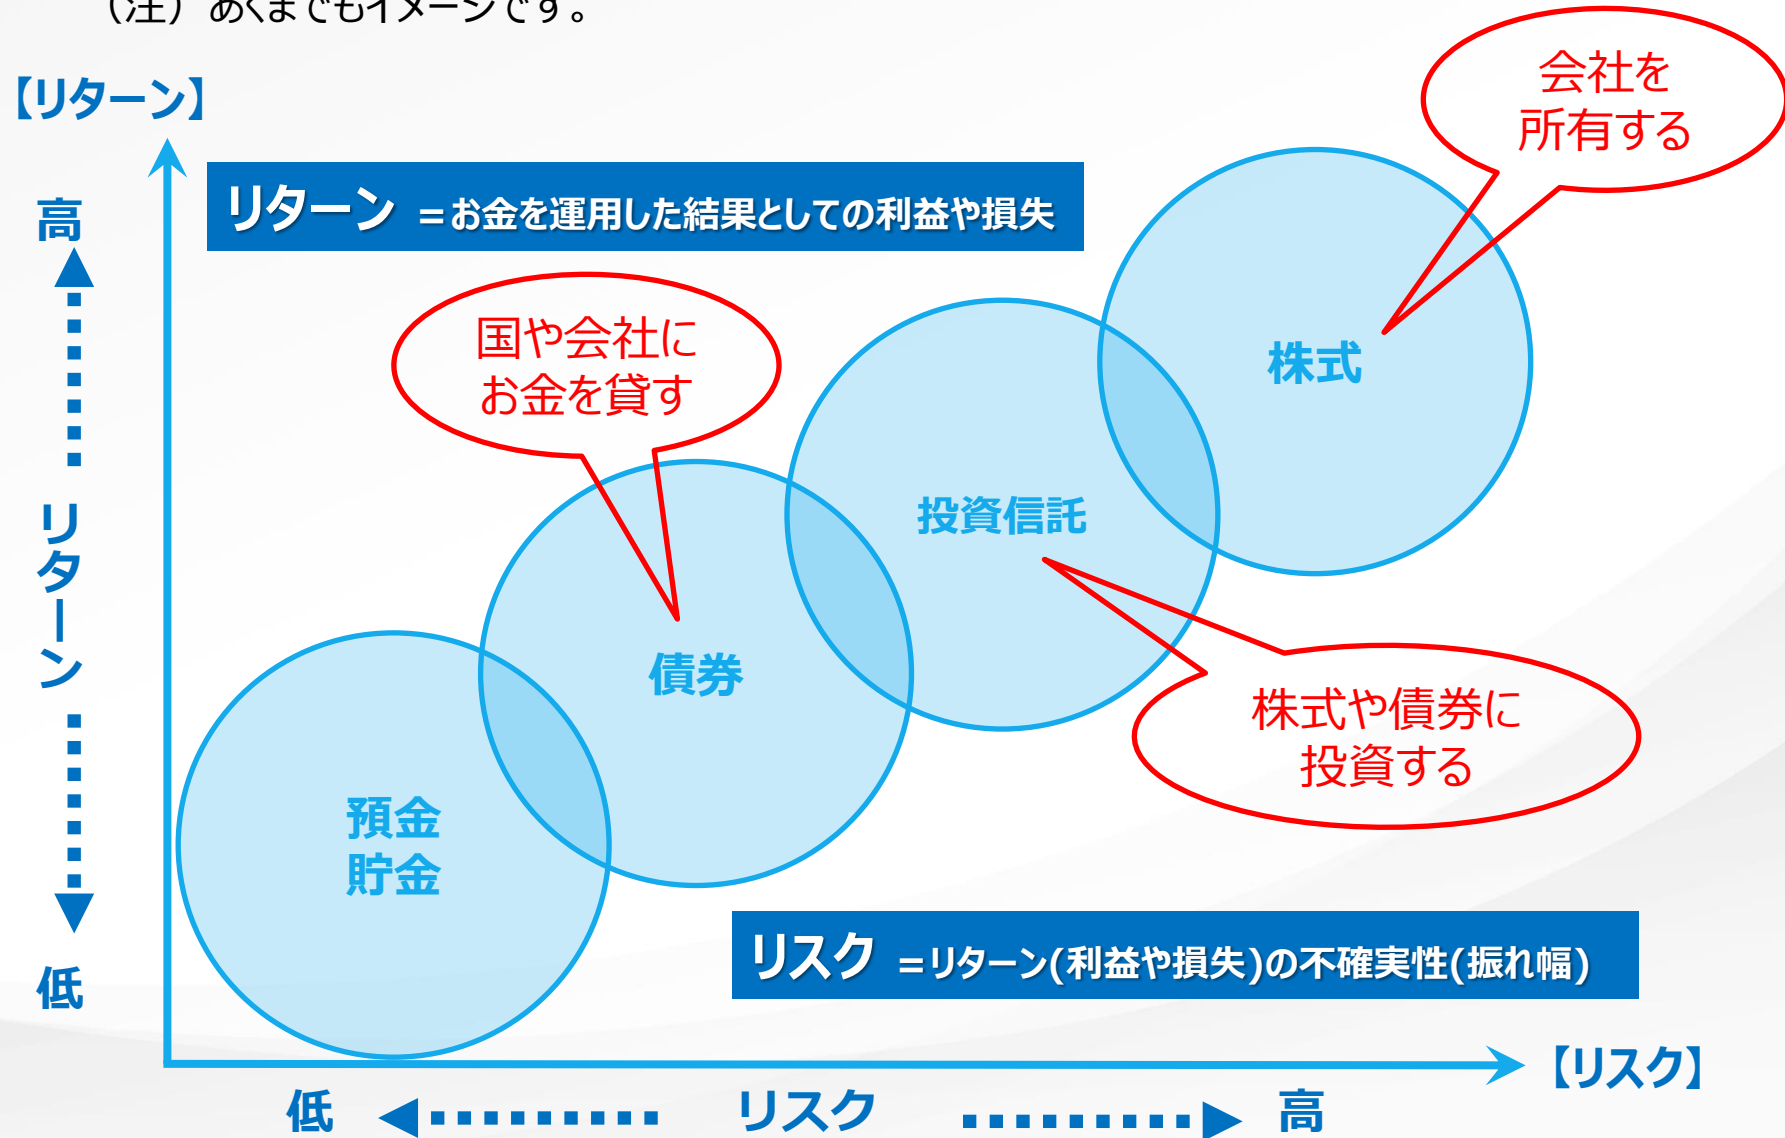 （注）あくまでもイメージです。
【リターン】
会社を
所有する
高
リターン ＝お金を運用した結果としての利益や損失
国や会社に
お金を貸す
株式
投資信託
リターン
債券
株式や債券に
投資する
預金
貯金
リスク ＝リターン(利益や損失)の不確実性(振れ幅)
低
【リスク】
低 リスク 高